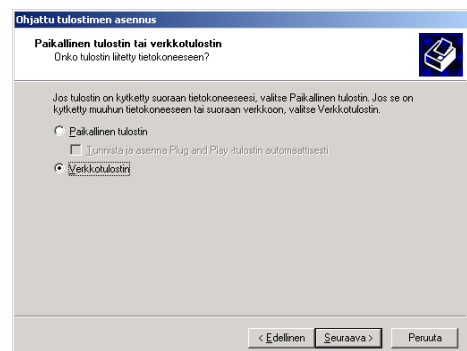 Ohjattu tulostimen asennus
Paikallinen tulostin tai verkkotulostin
Onko tulostin liitetty tietokoneeseen?
Jos tulostin on kytketty suoraan tietokoneeseesi, valitse Paikallinen tulostin. Jos se on
kytketty muuhun tietokoneeseen tai suoraan verkkoon, valitse Verkkotulostin.
Paikallinen tulostin
Tunnista ja asenna Plug and Play -tulostin automaattisesti
Verkkotulostin
< Edellinen Seuraava > Peruuta